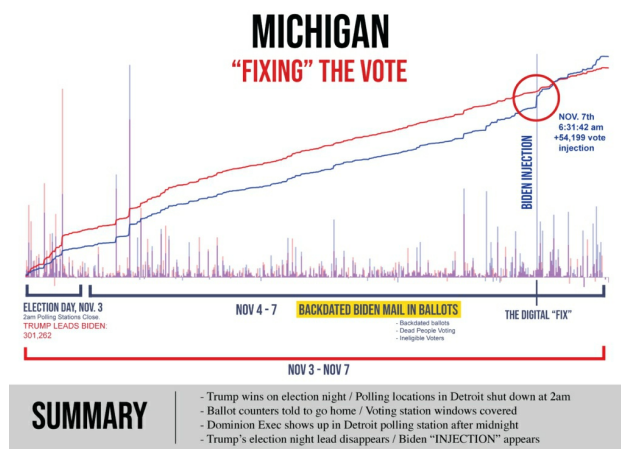 MICHIGAN
"FIXING" THE VOTE
NOV. 7th
6:31:42 am
+54,199 vote
injection
BIDEN INJECTION
ELECTION DAY, NOV. 3
2am Polling Stations Close.
TRUMP LEADS BIDEN:
301,262
NOV 4 - 7
BACKDATED BIDEN MAIL IN BALLOTS
- Backdated ballots
- Dead People Voting
- Ineligible Voters
THE DIGITAL "FIX"
NOV 3 - NOV 7
SUMMARY
- Trump wins on election night / Polling locations in Detroit shut down at 2am
- Ballot counters told to go home / Voting station windows covered
- Dominion Exec shows up in Detroit polling station after midnight
- Trump's election night lead disappears / Biden "INJECTION" appears